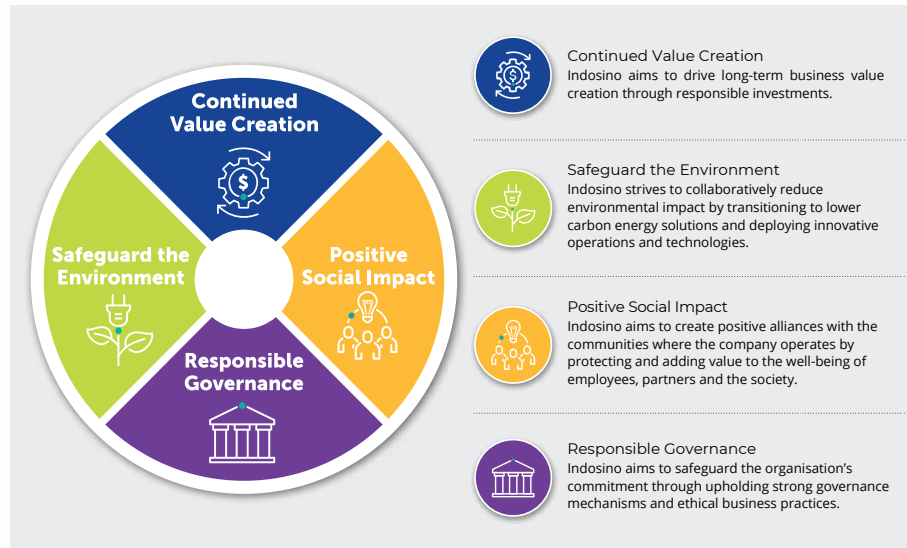 Continued
Value Creation
$
Safeguard the
Environment
Positive
Social Impact
Responsible
Governance
$
Continued Value Creation
Indosino aims to drive long-term business value
creation through responsible investments.
Safeguard the Environment
Indosino strives to collaboratively reduce
environmental impact by transitioning to lower
carbon energy solutions and deploying innovative
operations and technologies.
Positive Social Impact
Indosino aims to create positive alliances with the
communities where the company operates by
protecting and adding value to the well-being of
employees, partners and the society.
Responsible Governance
Indosino aims to safeguard the organisation’s
commitment through upholding strong governance
mechanisms and ethical business practices.